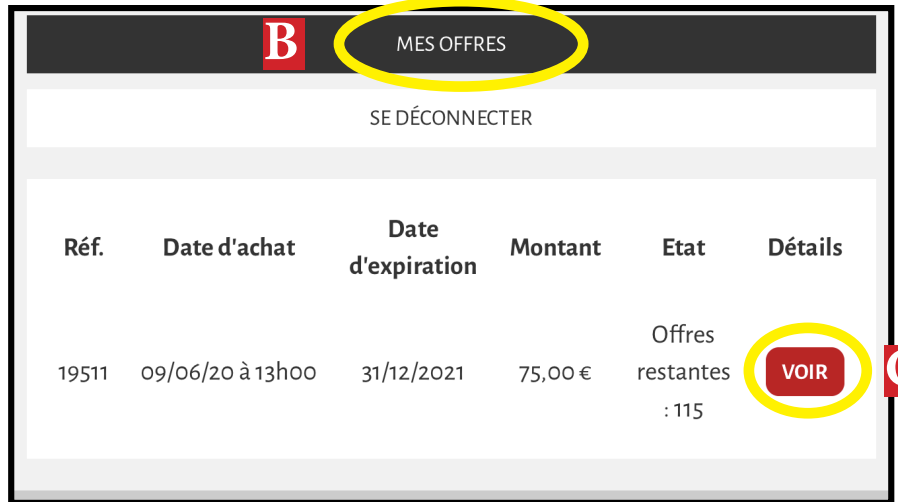 B MES OFFRES
SE DÉCONNECTER
Réf. Date d'achat Date d'expiration Montant Etat Détails
19511 09/06/20 à 13h00 31/12/2021 75,00 € Offres restantes : 115 VOIR